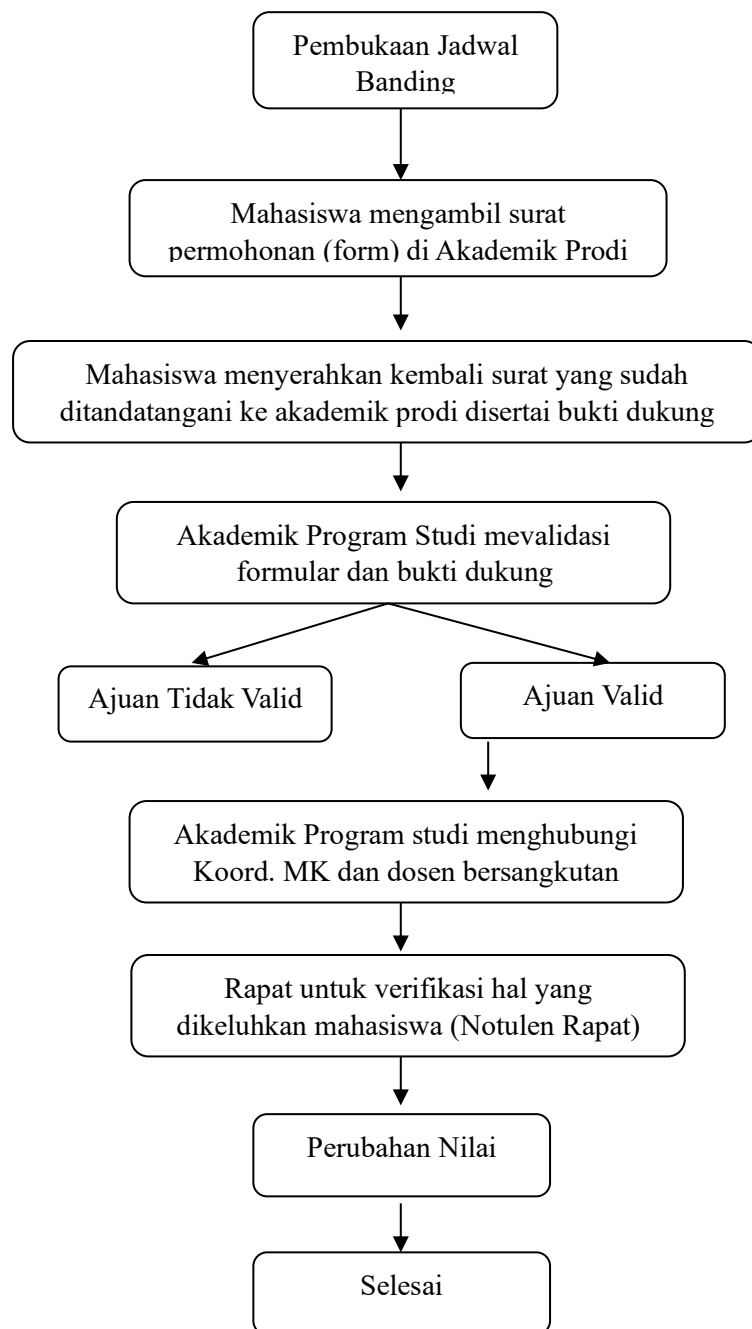 Pembukaan Jadwal
Banding
Mahasiswa mengambil surat
permohonan (form) di Akademik Prodi
Mahasiswa menyerahkan kembali surat yang sudah
ditandatangani ke akademik prodi disertai bukti dukung
Akademik Program Studi mevalidasi
formular dan bukti dukung
Ajuan Tidak Valid
Ajuan Valid
Akademik Program studi menghubungi
Koord. MK dan dosen bersangkutan
Rapat untuk verifikasi hal yang
dikeluhkan mahasiswa (Notulen Rapat)
Perubahan Nilai
Selesai